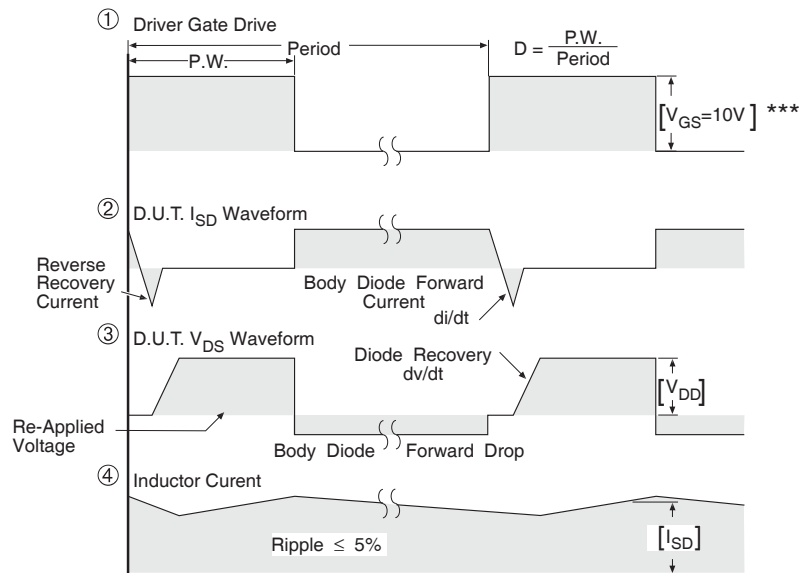 ① Driver Gate Drive
P.W.
Period
D = P.W.
Period
[VGS=10V] ***
② D.U.T. ISD Waveform
Reverse
Recovery
Current
Body Diode Forward
Current
di/dt
③ D.U.T. VDS Waveform
Diode Recovery
dv/dt
[VDD]
Re-Applied
Voltage
Body Diode Forward Drop
④ Inductor Curent
Ripple ≤ 5%
[ISD]